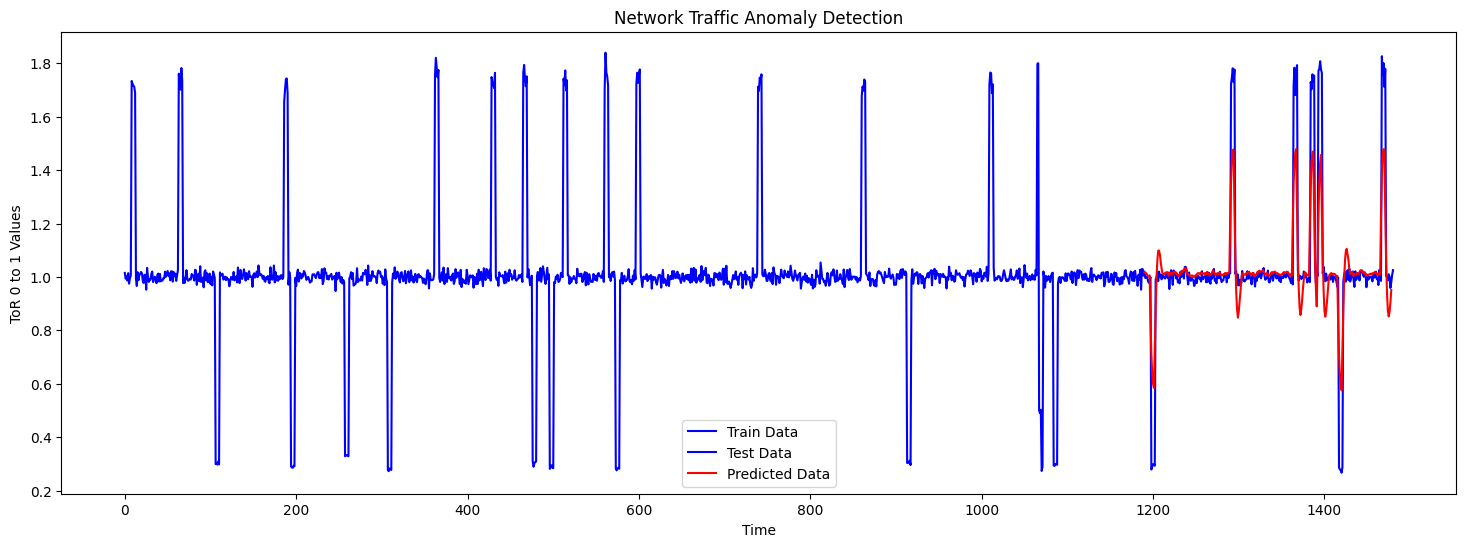 Network Traffic Anomaly Detection
ToR 0 to 1 Values
1.8
1.6
1.4
1.2
1.0
0.8
0.6
0.4
0.2
Train Data
Test Data
Predicted Data
0 200 400 600 800 1000 1200 1400
Time